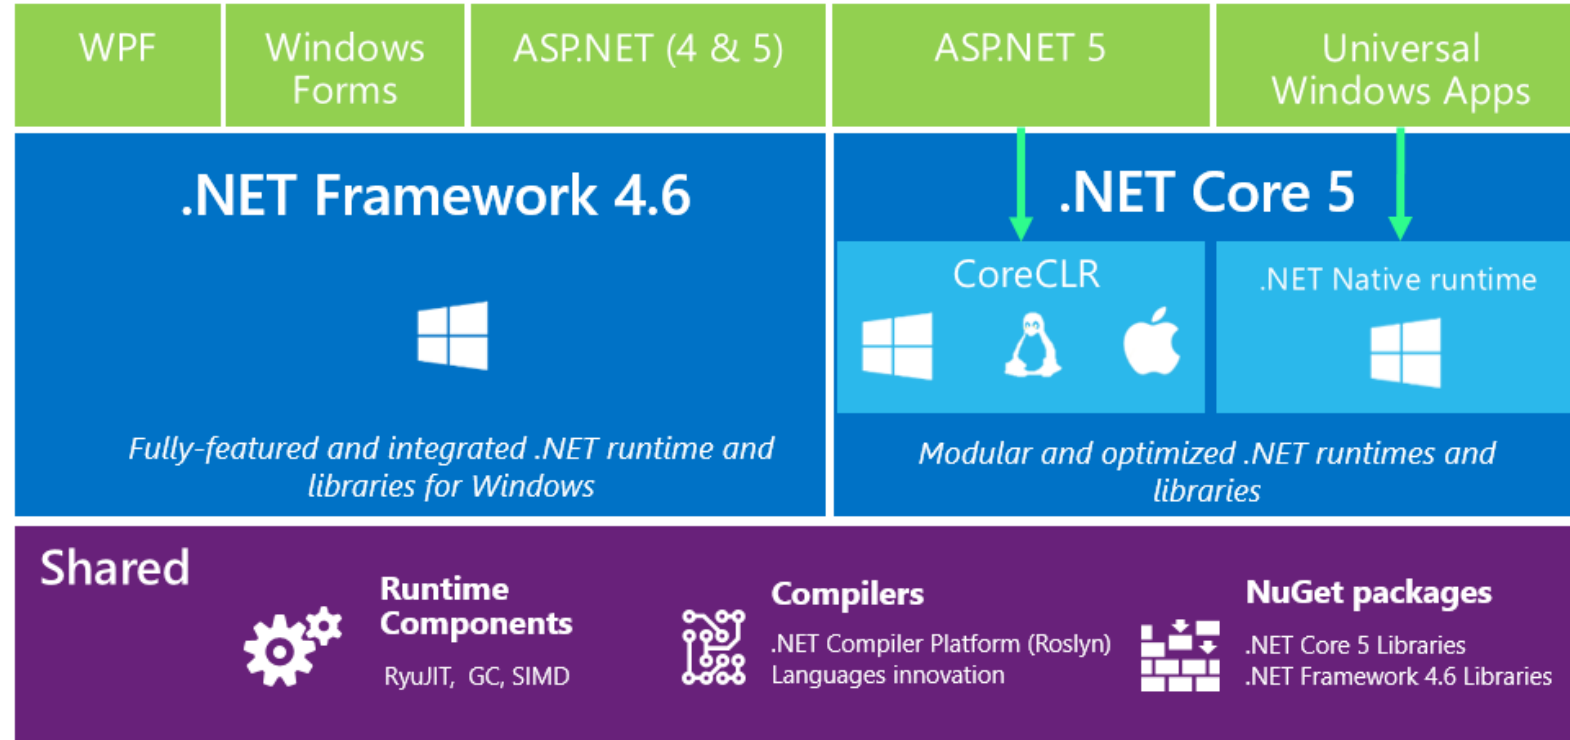 WPF
Windows
Forms
ASP.NET (4 & 5)
ASP.NET 5
Universal
Windows Apps
.NET Framework 4.6
Fully-featured and integrated .NET runtime and
libraries for Windows
.NET Core 5
CoreCLR
.NET Native runtime
Modular and optimized .NET runtimes and
libraries
Shared
Runtime
Components
RyuJIT, GC, SIMD
Compilers
.NET Compiler Platform (Roslyn)
Languages innovation
NuGet packages
.NET Core 5 Libraries
.NET Framework 4.6 Libraries